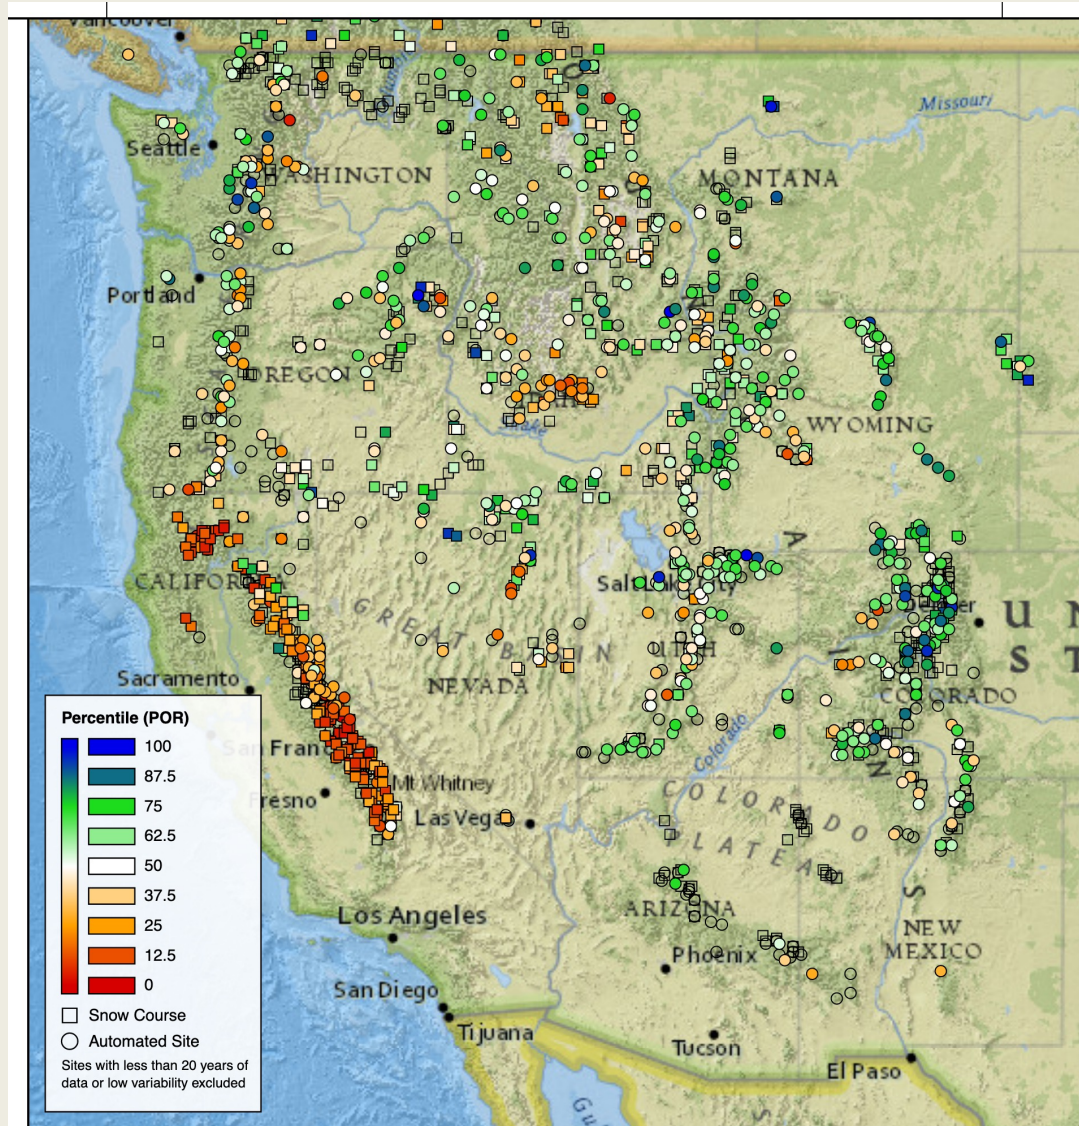 Vancouver
Missouri
Seattle
WASHINGTON
MONTANA
Portland
OREGON
Snake
WYOMING
CALIFORNIA
Salt Lake City
Denver
U N
S T
GREAT BASIN
UTAH
Sacramento
NEVADA
COLORADO
Colorado
San Franc
Mt Whitney
Fresno
Las Vegas
COLORADO
PLATEAU
ARIZONA
NEW
MEXICO
Los Angeles
Phoenix
San Diego
Tijuana
Tucson
El Paso
Percentile (POR)
100
87.5
75
62.5
50
37.5
25
12.5
0
Snow Course
Automated Site
Sites with less than 20 years of
data or low variability excluded